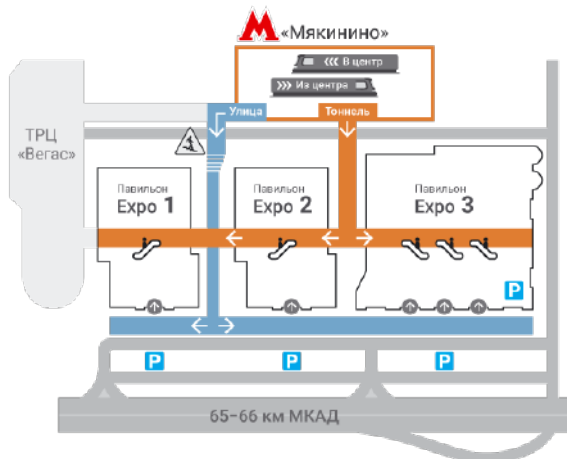 М «Мякинино»
««« В центр
»»» Из центра
Улица
Тоннель
ТРЦ
«Вегас»
Павильон
Expo 1
Павильон
Expo 2
Павильон
Expo 3
P
P
P
P
65–66 км МКАД